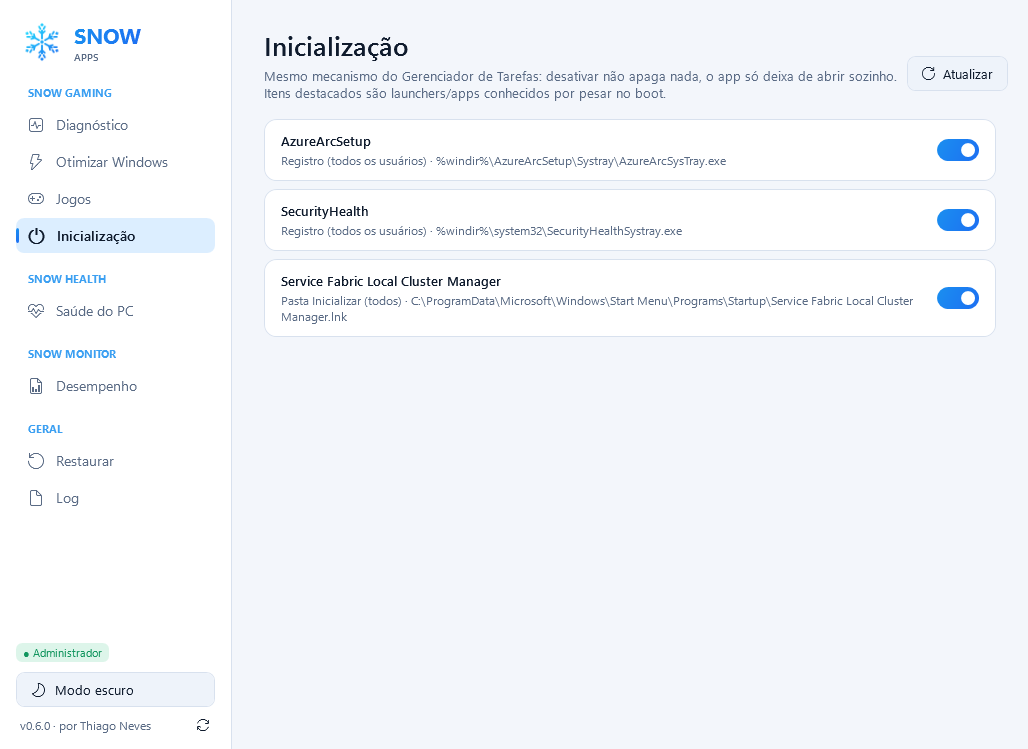 SNOW
APPS
SNOW GAMING
Diagnóstico
Otimizar Windows
Jogos
Inicialização
SNOW HEALTH
Saúde do PC
SNOW MONITOR
Desempenho
GERAL
Restaurar
Log
Administrador
Modo escuro
v0.6.0 · por Thiago Neves
Inicialização
Mesmo mecanismo do Gerenciador de Tarefas: desativar não apaga nada, o app só deixa de abrir sozinho.
Itens destacados são launchers/apps conhecidos por pesar no boot.
Atualizar
AzureArcSetup
Registro (todos os usuários) · %windir%\AzureArcSetup\Systray\AzureArcSysTray.exe
SecurityHealth
Registro (todos os usuários) · %windir%\system32\SecurityHealthSystray.exe
Service Fabric Local Cluster Manager
Pasta Inicializar (todos) · C:\ProgramData\Microsoft\Windows\Start Menu\Programs\Startup\Service Fabric Local Cluster
Manager.lnk